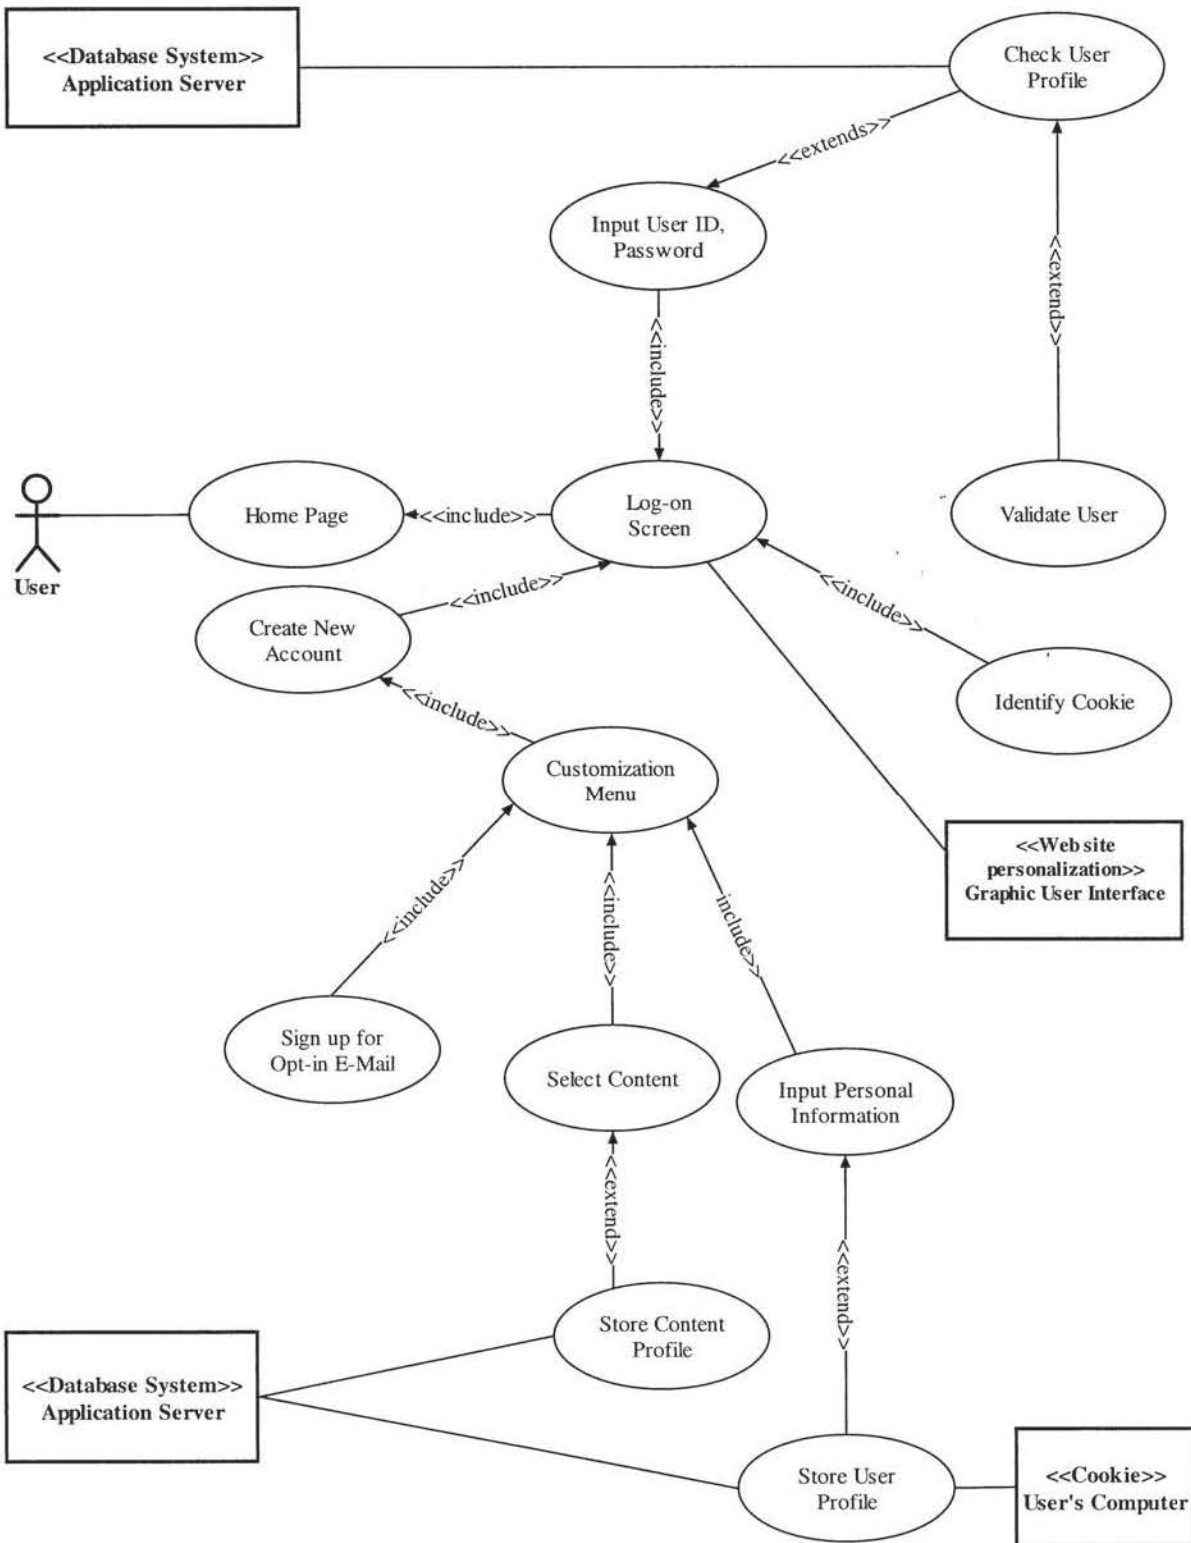 <<Database System>>
Application Server
Check User
Profile
<<extends>>
Input User ID,
Password
<<extend>>
<<include>>
User
Home Page
<<include>>
Log-on
Screen
Validate User
<<include>>
<<include>>
Create New
Account
Identify Cookie
<<include>>
Customization
Menu
<<Web site
personalization>>
Graphic User Interface
<<include>>
<<include>>
include>>
Sign up for
Opt-in E-Mail
Select Content
Input Personal
Information
<<extend>>
<<extend>>
Store Content
Profile
<<Database System>>
Application Server
Store User
Profile
<<Cookie>>
User's Computer